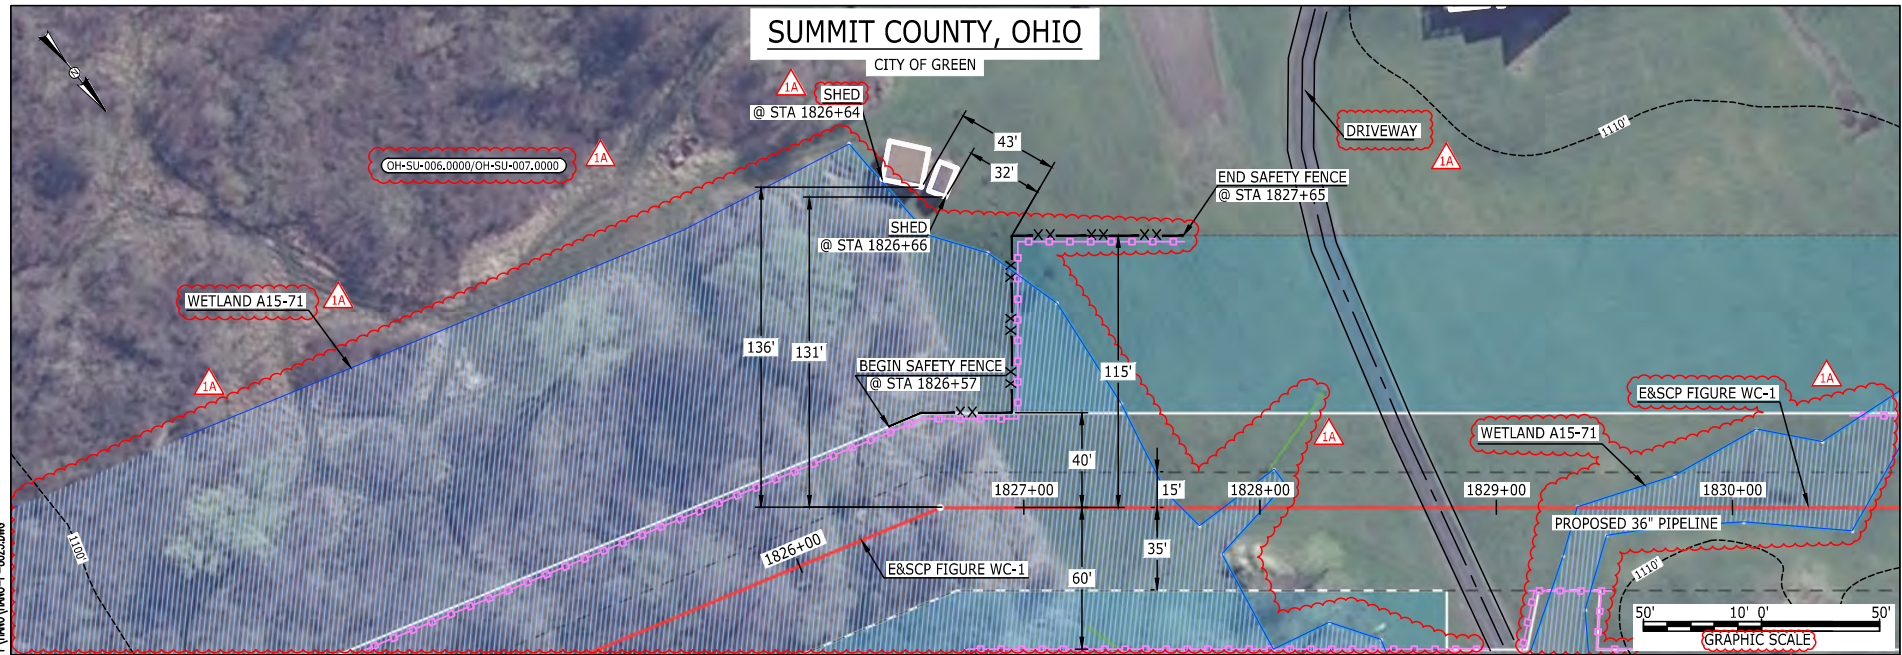 SUMMIT COUNTY, OHIO
CITY OF GREEN
1A
SHED
@ STA 1826+64
43'
32'
DRIVEWAY
1A
1110'
OH-SU-006.0000/OH-SU-007.0000
1A
END SAFETY FENCE
@ STA 1827+65
SHED
@ STA 1826+66
WETLAND A15-71
1A
1A
136'
131'
BEGIN SAFETY FENCE
@ STA 1826+57
115'
1A
E&SCP FIGURE WC-1
1A
WETLAND A15-71
40'
1827+00
15'
1828+00
1829+00
1830+00
PROPOSED 36" PIPELINE
1100'
1826+00
E&SCP FIGURE WC-1
35'
60'
1110'
50'
10'
0'
50'
GRAPHIC SCALE